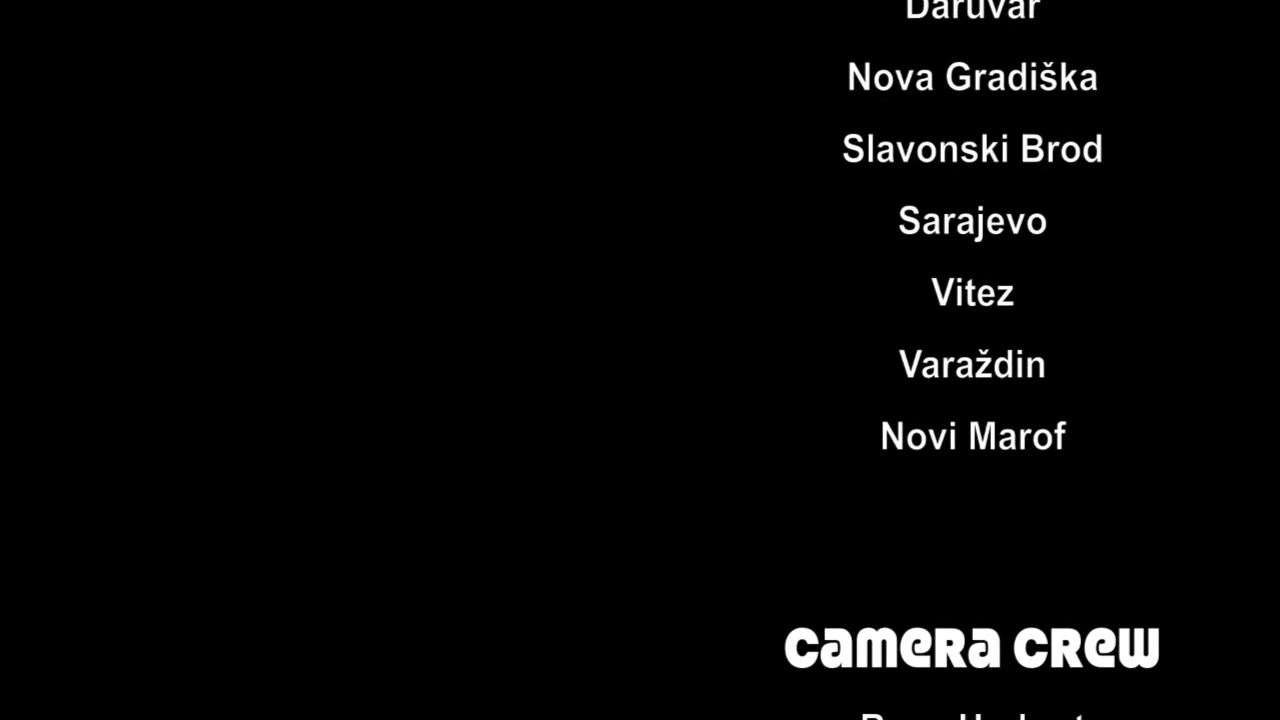 Daruvar
Nova Gradiška
Slavonski Brod
Sarajevo
Vitez
Varaždin
Novi Marof
CAMERA CREW